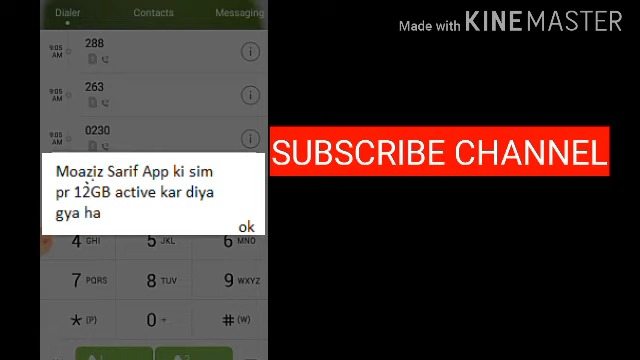 Dialer Contacts Messaging
Made with KINEMASTER
9:05 AM 288
9:05 AM 263
9:05 AM 0230
SUBSCRIBE CHANNEL
Moaziz Sarif App ki sim
pr 12GB active kar diya
gya ha
ok
4 GHI 5 JKL 6 MNO
7 PQRS 8 TUV 9 WXYZ
* (P) 0 + # (W)
1 2